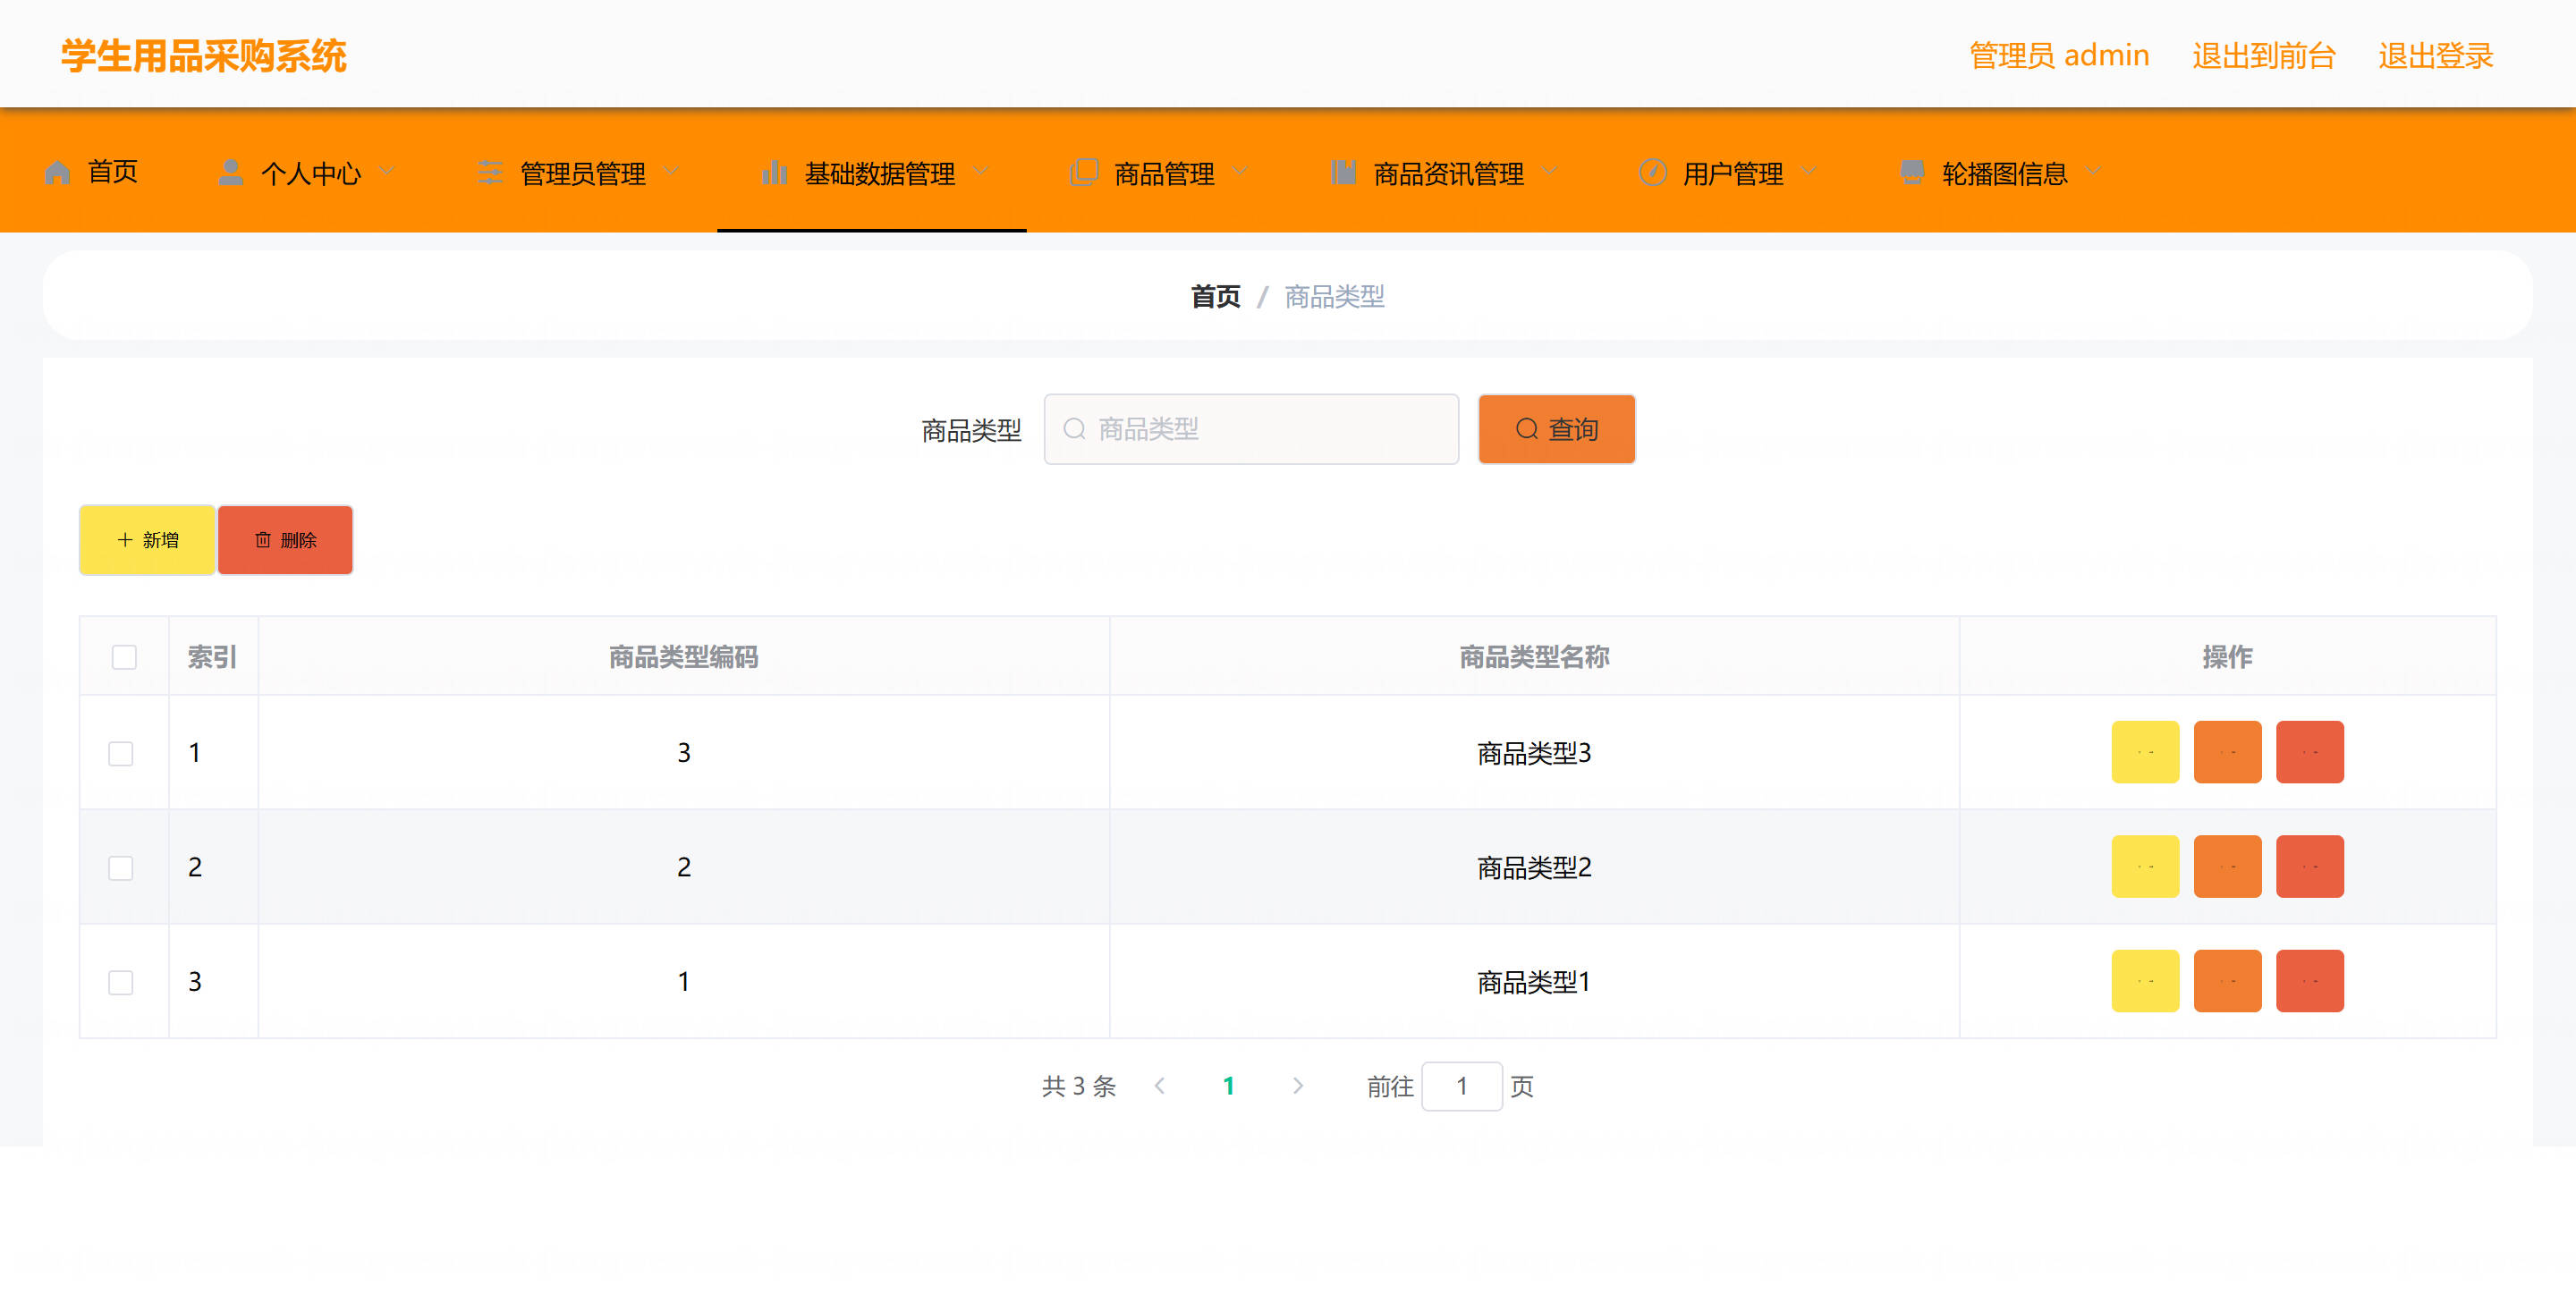 学生用品采购系统 管理员 admin 退出到前台 退出登录
首页 个人中心 管理员管理 基础数据管理 商品管理 商品资讯管理 用户管理 轮播图信息
首页 / 商品类型
商品类型 商品类型 查询
新增 删除
索引 商品类型编码 商品类型名称 操作
1 3 商品类型3
2 2 商品类型2
3 1 商品类型1
共 3 条 1 前往 1 页